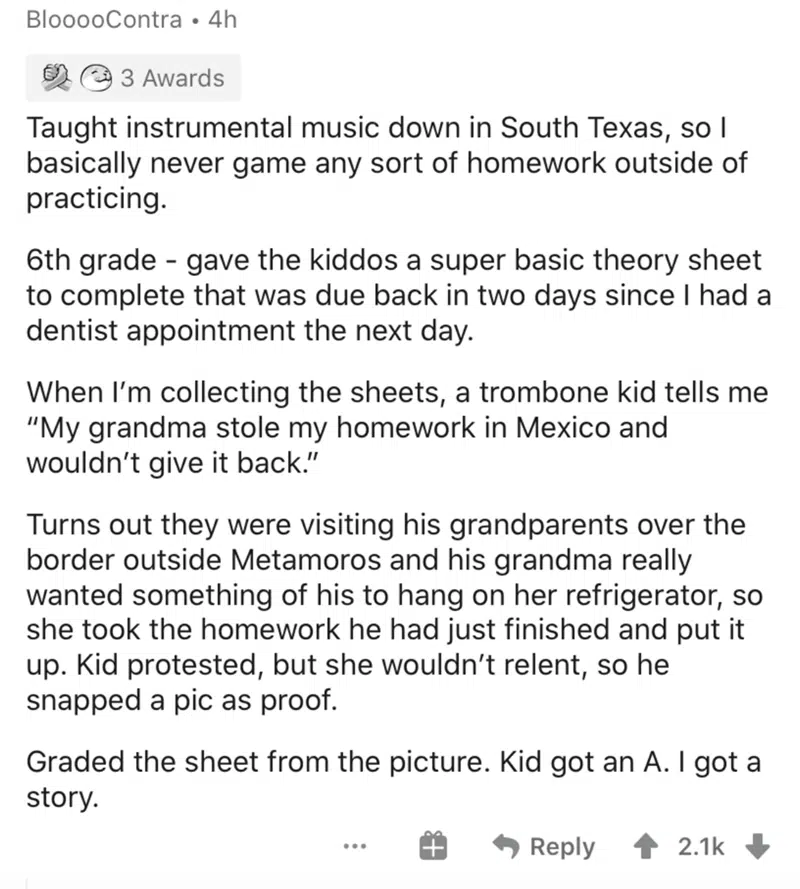 BlooooContra • 4h
3 Awards
Taught instrumental music down in South Texas, so I
basically never game any sort of homework outside of
practicing.
6th grade - gave the kiddos a super basic theory sheet
to complete that was due back in two days since I had a
dentist appointment the next day.
When I’m collecting the sheets, a trombone kid tells me
“My grandma stole my homework in Mexico and
wouldn’t give it back.”
Turns out they were visiting his grandparents over the
border outside Metamoros and his grandma really
wanted something of his to hang on her refrigerator, so
she took the homework he had just finished and put it
up. Kid protested, but she wouldn’t relent, so he
snapped a pic as proof.
Graded the sheet from the picture. Kid got an A. I got a
story.
... Reply 2.1k